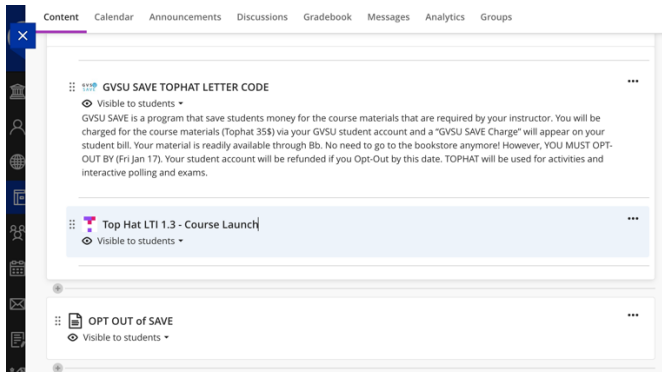 Content Calendar Announcements Discussions Gradebook Messages Analytics Groups
GVSU SAVE TOPHAT LETTER CODE
Visible to students
GVSU SAVE is a program that save students money for the course materials that are required by your instructor. You will be
charged for the course materials (Tophat 35$) via your GVSU student account and a “GVSU SAVE Charge” will appear on your
student bill. Your material is readily available through Bb. No need to go to the bookstore anymore! However, YOU MUST OPT-
OUT BY (Fri Jan 17). Your student account will be refunded if you Opt-Out by this date. TOPHAT will be used for activities and
interactive polling and exams.
Top Hat LTI 1.3 - Course Launch
Visible to students
OPT OUT of SAVE
Visible to students